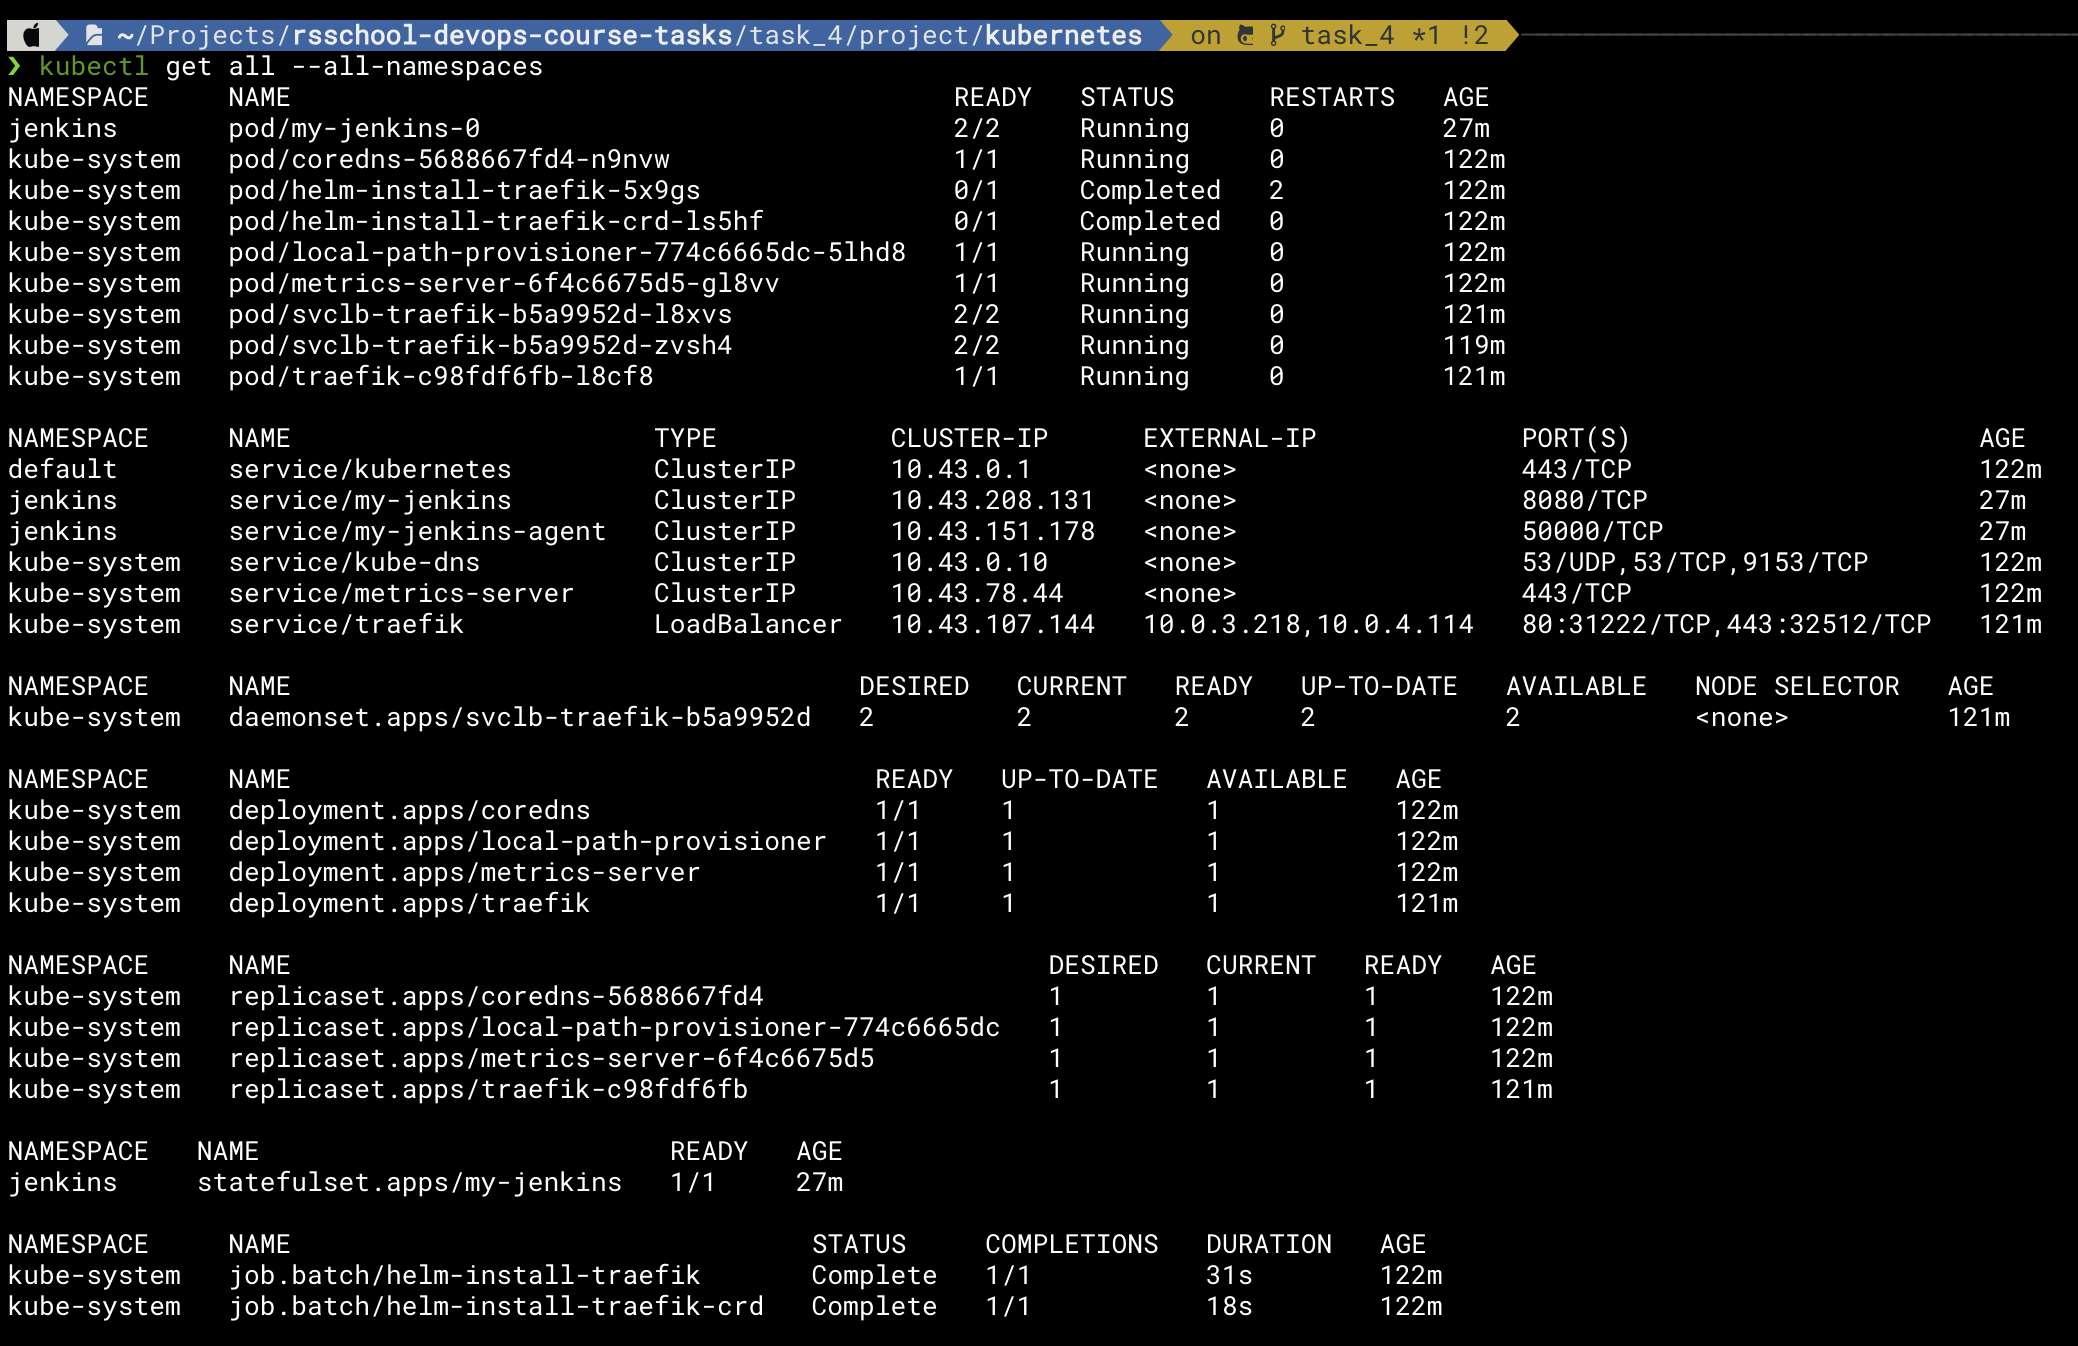 ~/Projects/rsschool-devops-course-tasks/task_4/project/kubernetes on task_4 *1 !2
❯ kubectl get all --all-namespaces
NAMESPACE NAME READY STATUS RESTARTS AGE
jenkins pod/my-jenkins-0 2/2 Running 0 27m
kube-system pod/coredns-5688667fd4-n9nvw 1/1 Running 0 122m
kube-system pod/helm-install-traefik-5x9gs 0/1 Completed 2 122m
kube-system pod/helm-install-traefik-crd-ls5hf 0/1 Completed 0 122m
kube-system pod/local-path-provisioner-774c6665dc-5lhd8 1/1 Running 0 122m
kube-system pod/metrics-server-6f4c6675d5-gl8vv 1/1 Running 0 122m
kube-system pod/svclb-traefik-b5a9952d-l8xvs 2/2 Running 0 121m
kube-system pod/svclb-traefik-b5a9952d-zvsh4 2/2 Running 0 119m
kube-system pod/traefik-c98fdf6fb-l8cf8 1/1 Running 0 121m
NAMESPACE NAME TYPE CLUSTER-IP EXTERNAL-IP PORT(S) AGE
default service/kubernetes ClusterIP 10.43.0.1 <none> 443/TCP 122m
jenkins service/my-jenkins ClusterIP 10.43.208.131 <none> 8080/TCP 27m
jenkins service/my-jenkins-agent ClusterIP 10.43.151.178 <none> 50000/TCP 27m
kube-system service/kube-dns ClusterIP 10.43.0.10 <none> 53/UDP,53/TCP,9153/TCP 122m
kube-system service/metrics-server ClusterIP 10.43.78.44 <none> 443/TCP 122m
kube-system service/traefik LoadBalancer 10.43.107.144 10.0.3.218,10.0.4.114 80:31222/TCP,443:32512/TCP 121m
NAMESPACE NAME DESIRED CURRENT READY UP-TO-DATE AVAILABLE NODE SELECTOR AGE
kube-system daemonset.apps/svclb-traefik-b5a9952d 2 2 2 2 2 <none> 121m
NAMESPACE NAME READY UP-TO-DATE AVAILABLE AGE
kube-system deployment.apps/coredns 1/1 1 1 122m
kube-system deployment.apps/local-path-provisioner 1/1 1 1 122m
kube-system deployment.apps/metrics-server 1/1 1 1 122m
kube-system deployment.apps/traefik 1/1 1 1 121m
NAMESPACE NAME DESIRED CURRENT READY AGE
kube-system replicaset.apps/coredns-5688667fd4 1 1 1 122m
kube-system replicaset.apps/local-path-provisioner-774c6665dc 1 1 1 122m
kube-system replicaset.apps/metrics-server-6f4c6675d5 1 1 1 122m
kube-system replicaset.apps/traefik-c98fdf6fb 1 1 1 121m
NAMESPACE NAME READY AGE
jenkins statefulset.apps/my-jenkins 1/1 27m
NAMESPACE NAME STATUS COMPLETIONS DURATION AGE
kube-system job.batch/helm-install-traefik Complete 1/1 31s 122m
kube-system job.batch/helm-install-traefik-crd Complete 1/1 18s 122m